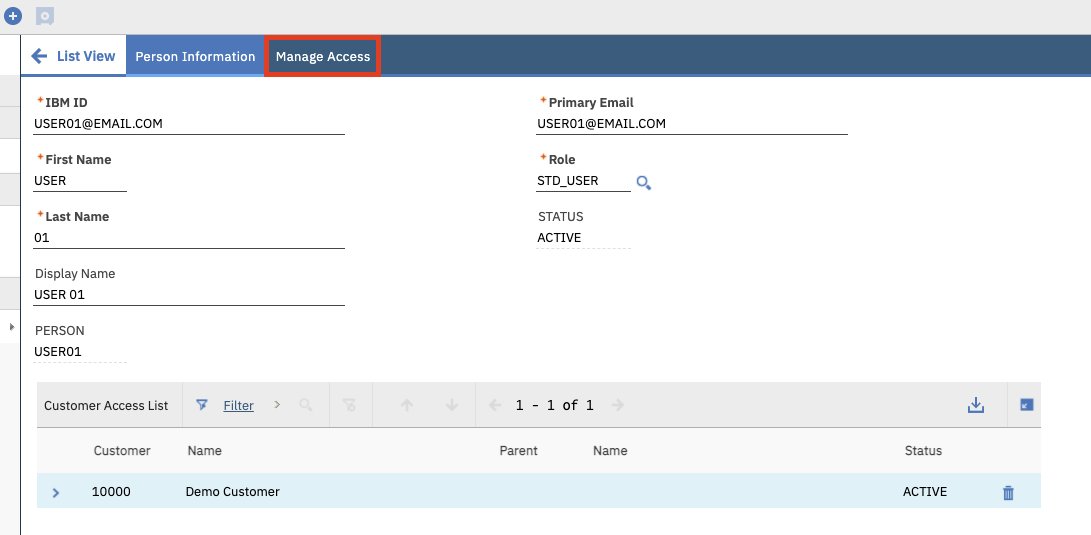 List View Person Information Manage Access
*IBM ID
USER01@EMAIL.COM
*Primary Email
USER01@EMAIL.COM
*First Name
USER
*Role
STD_USER
*Last Name
01
STATUS
ACTIVE
Display Name
USER 01
PERSON
USER01
Customer Access List Filter 1 - 1 of 1
Customer Name Parent Name Status
10000 Demo Customer ACTIVE